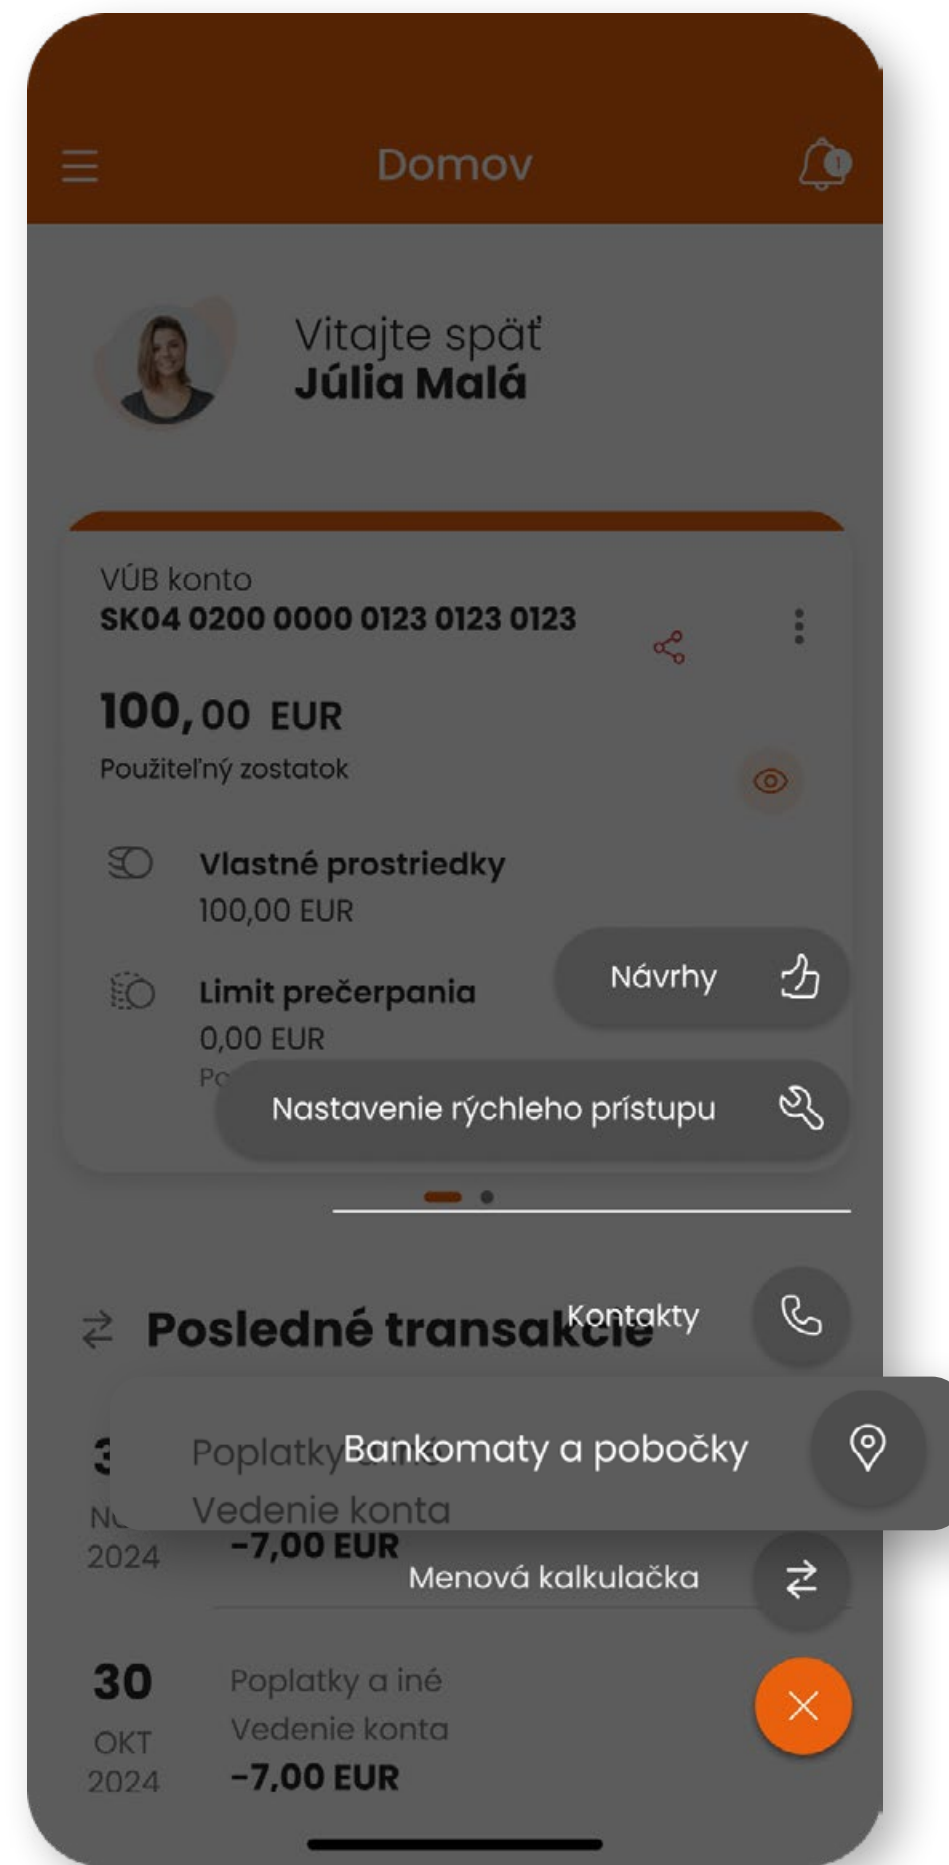 Domov
1
Vitajte späť
Júlia Malá
VÚB konto
SK04 0200 0000 0123 0123 0123
100,00 EUR
Použiteľný zostatok
Vlastné prostriedky
100,00 EUR
Návrhy
Limit prečerpania
0,00 EUR
Nastavenie rýchleho prístupu
Kontakty
Posledné transakcie
Poplatky a iné
Bankomaty a pobočky
Vedenie konta
2024
-7,00 EUR
Menová kalkulačka
30
OKT
2024
Poplatky a iné
Vedenie konta
-7,00 EUR